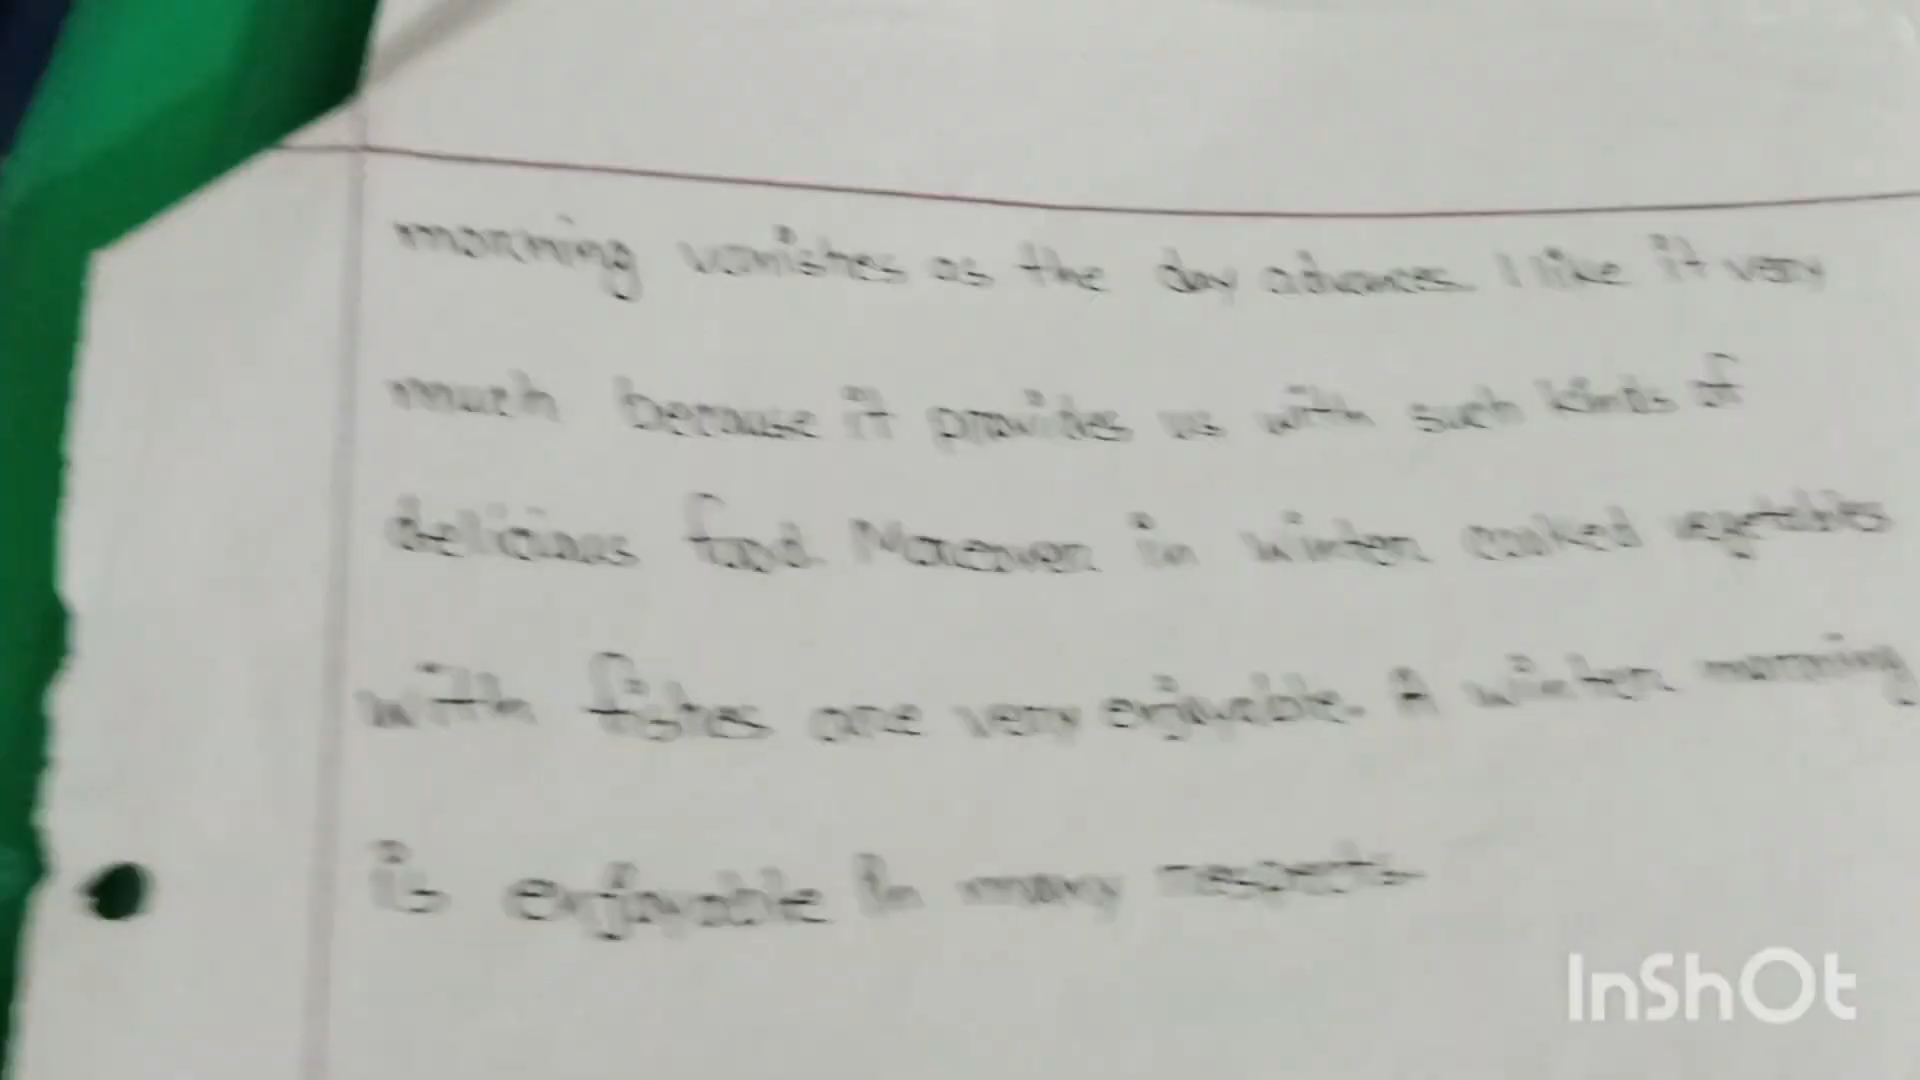 morning vanishes as the day advances. I like it very
much because it provides us with such kinds of
delicious food. Moreover in winter cooked vegetables
with fishes are very enjoyable. A winter morning
is enjoyable in many respects.
InShOt